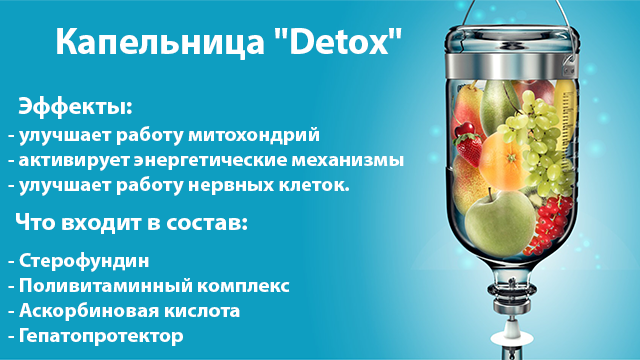 Капельница "Detox"
Эффекты:
- улучшает работу митохондрий
- активирует энергетические механизмы
- улучшает работу нервных клеток.
Что входит в состав:
- Стерофундин
- Поливитаминный комплекс
- Аскорбиновая кислота
- Гепатопротектор